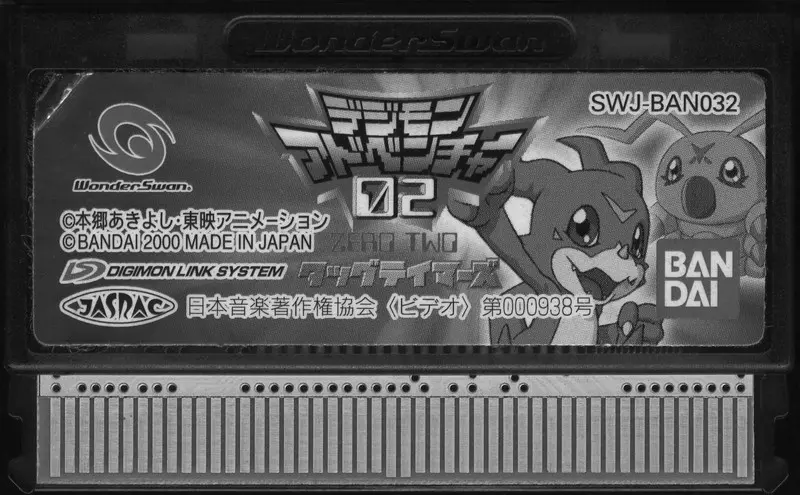 WonderSwan
SWJ-BAN032
デジモン
アドベンチャー
02
ZERO TWO
タッグテイマーズ
WonderSwan.
©本郷あきよし・東映アニメーション
©BANDAI 2000 MADE IN JAPAN
DIGIMON LINK SYSTEM
BAN
DAI
JASRAC
日本音楽著作権協会〈ビデオ〉第000938号